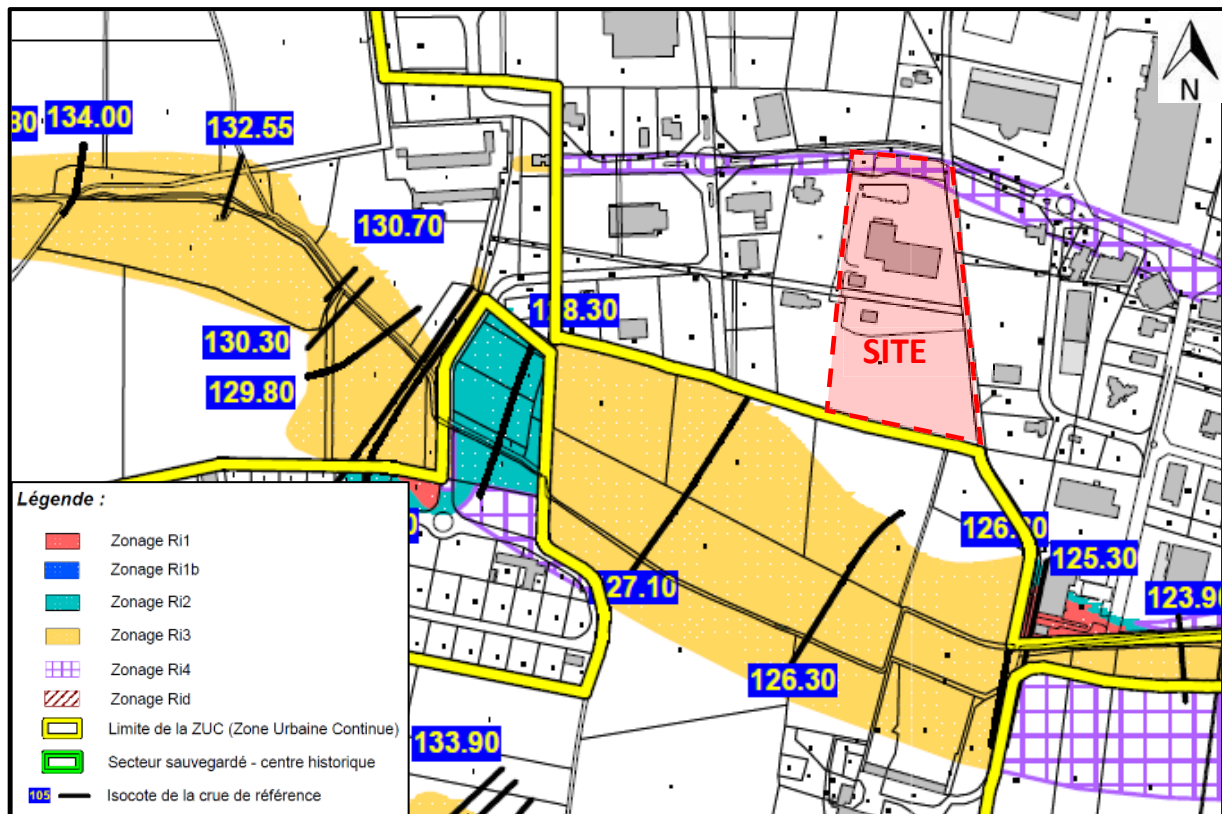 134.00
132.55
N
130.70
130.30
129.80
SITE
127.10
126.30
125.30
133.90
Légende :
Zonage Ri1
Zonage Ri1b
Zonage Ri2
Zonage Ri3
Zonage Ri4
Zonage Rid
Limite de la ZUC (Zone Urbaine Continue)
Secteur sauvegardé - centre historique
105
Isocote de la crue de référence